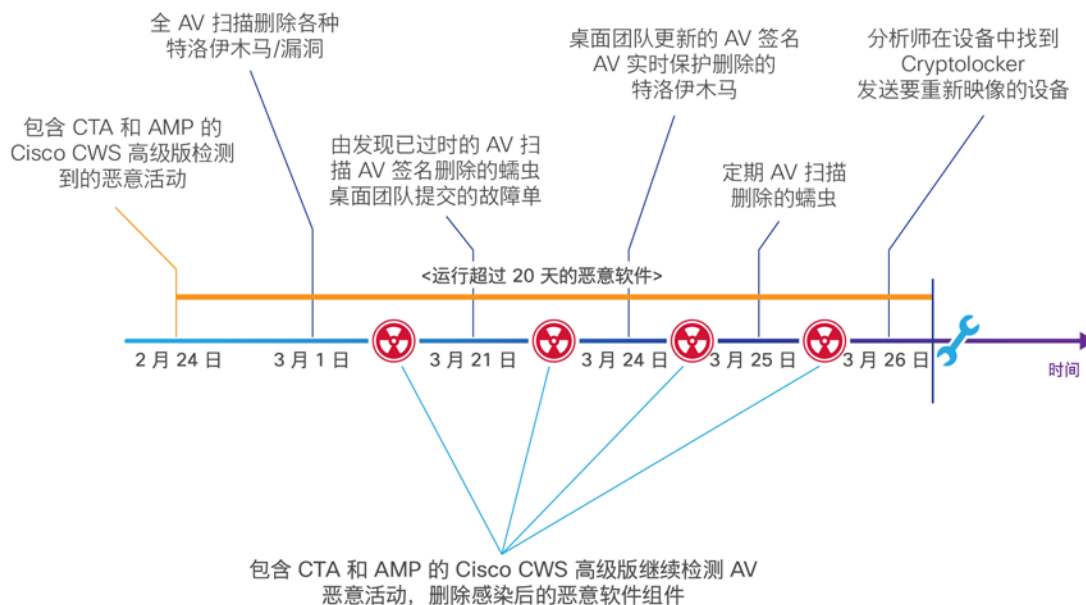 全 AV 扫描删除各种
特洛伊木马/漏洞
桌面团队更新的 AV 签名
AV 实时保护删除的
特洛伊木马
分析师在设备中找到
Cryptolocker
发送要重新映像的设备
包含 CTA 和 AMP 的
Cisco CWS 高级版检测
到的恶意活动
由发现已过时的 AV 扫
描 AV 签名删除的蠕虫
桌面团队提交的故障单
定期 AV 扫描
删除的蠕虫
<运行超过 20 天的恶意软件>
2 月 24 日
3 月 1 日
3 月 21 日
3 月 24 日
3 月 25 日
3 月 26 日
时间
包含 CTA 和 AMP 的 Cisco CWS 高级版继续检测 AV
恶意活动，删除感染后的恶意软件组件